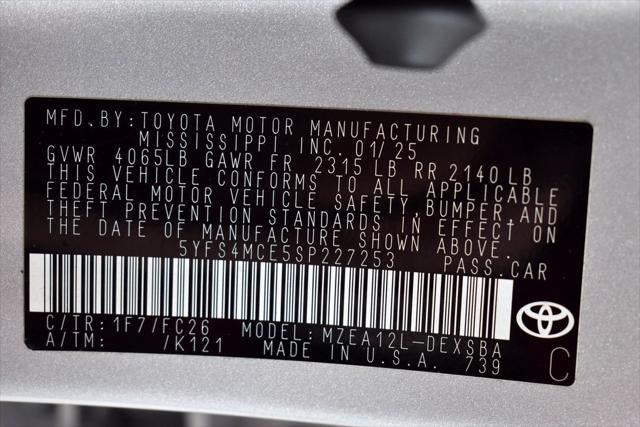 MFD.BY:TOYOTA MOTOR MANUFACTURING
MISSISSIPPI INC. 01/25
GVWR 4065LB GAWR FR 2315 LB RR 2140 LB
THIS VEHICLE CONFORMS TO ALL APPLICABLE
FEDERAL MOTOR VEHICLE SAFETY, BUMPER, AND
THEFT PREVENTION STANDARDS IN EFFECT ON
THE DATE OF MANUFACTURE SHOWN ABOVE.
5YFS4MCE5SP227253 PASS.CAR
C/TR: 1F7/FC26 MODEL: MZEA12L-DEXSBA
A/TM: /K121 MADE IN U.S.A. 739
C